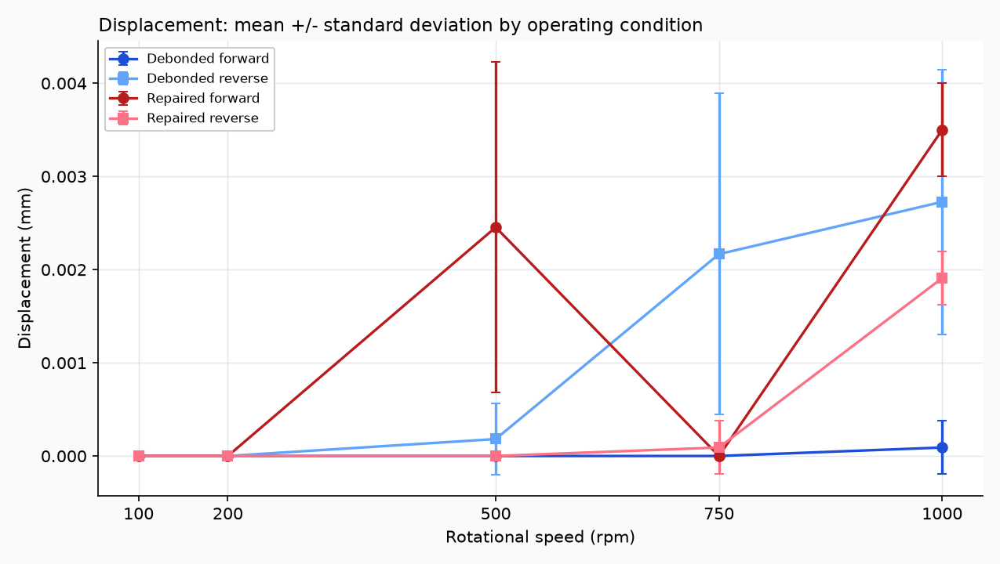 Displacement: mean +/- standard deviation by operating condition
Debonded forward
Debonded reverse
Repaired forward
Repaired reverse
0.004
0.003
0.002
0.001
0.000
Displacement (mm)
100 200 500 750 1000
Rotational speed (rpm)